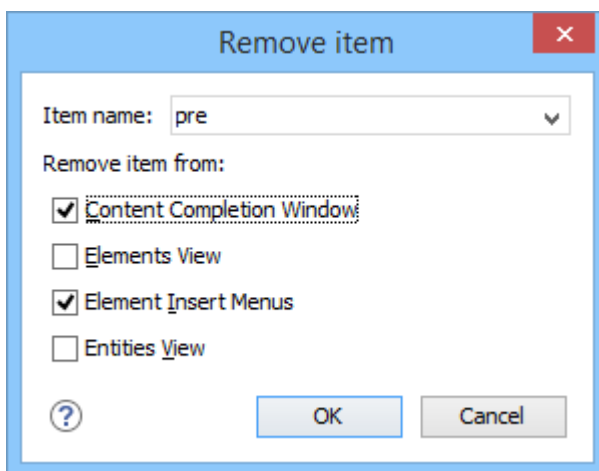 Remove item
Item name: pre
Remove item from:
Content Completion Window
Elements View
Element Insert Menus
Entities View
? OK Cancel